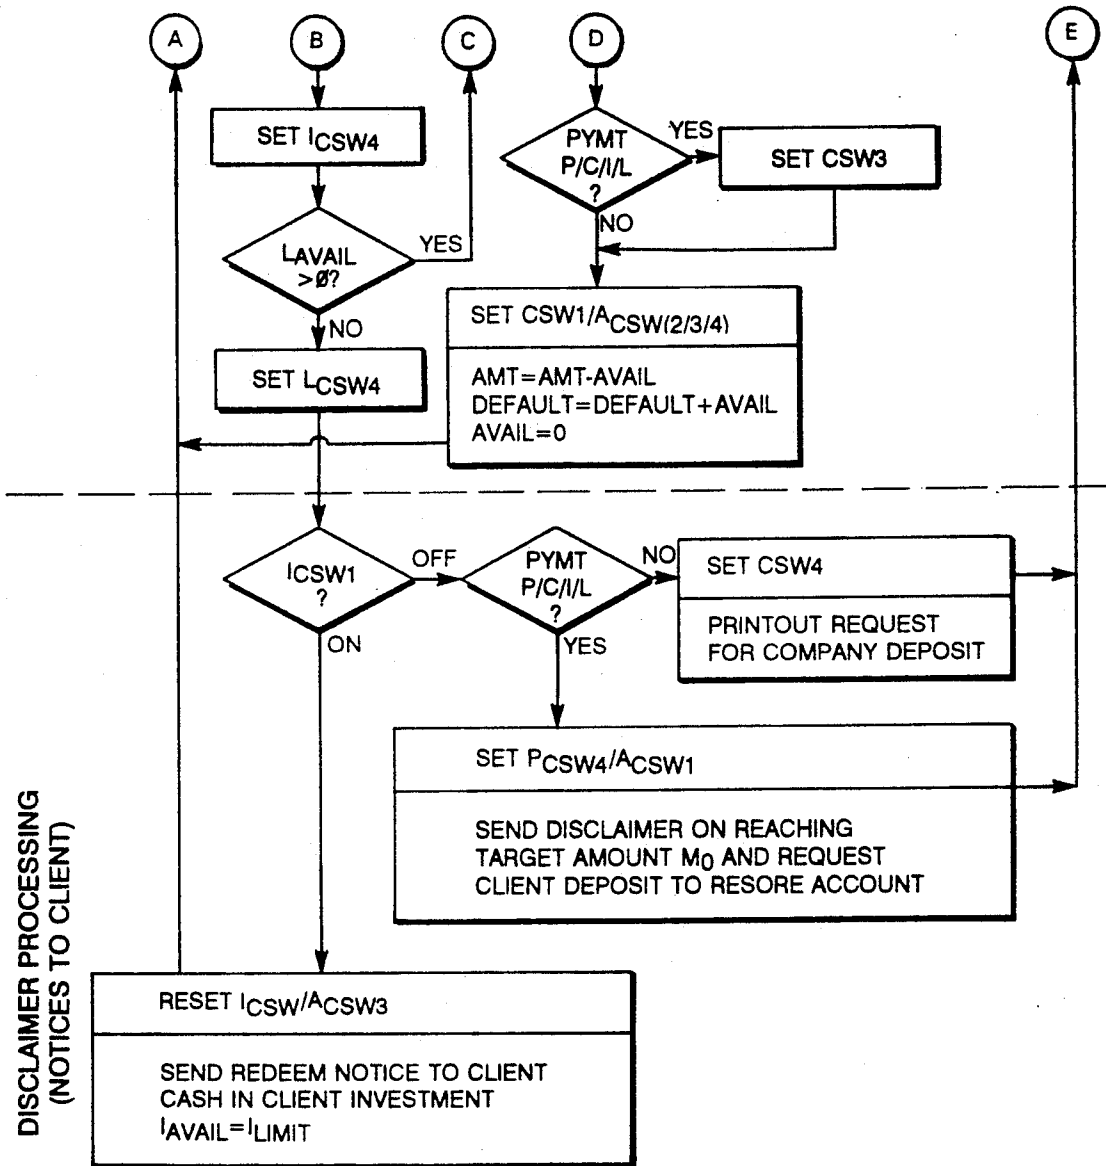 A
B
C
D
E
SET ICSW4
PYMT
P/C/I/L
?
YES
SET CSW3
NO
LAVAIL
>Ø?
YES
NO
SET CSW1/ACSW(2/3/4)
AMT=AMT-AVAIL
DEFAULT=DEFAULT+AVAIL
AVAIL=0
SET LCSW4
ICSW1
?
OFF
ON
PYMT
P/C/I/L
?
NO
YES
SET CSW4
PRINTOUT REQUEST
FOR COMPANY DEPOSIT
SET PCSW4/ACSW1
SEND DISCLAIMER ON REACHING
TARGET AMOUNT M0 AND REQUEST
CLIENT DEPOSIT TO RESORE ACCOUNT
DISCLAIMER PROCESSING
(NOTICES TO CLIENT)
RESET ICSW/ACSW3
SEND REDEEM NOTICE TO CLIENT
CASH IN CLIENT INVESTMENT
IAVAIL=ILIMIT